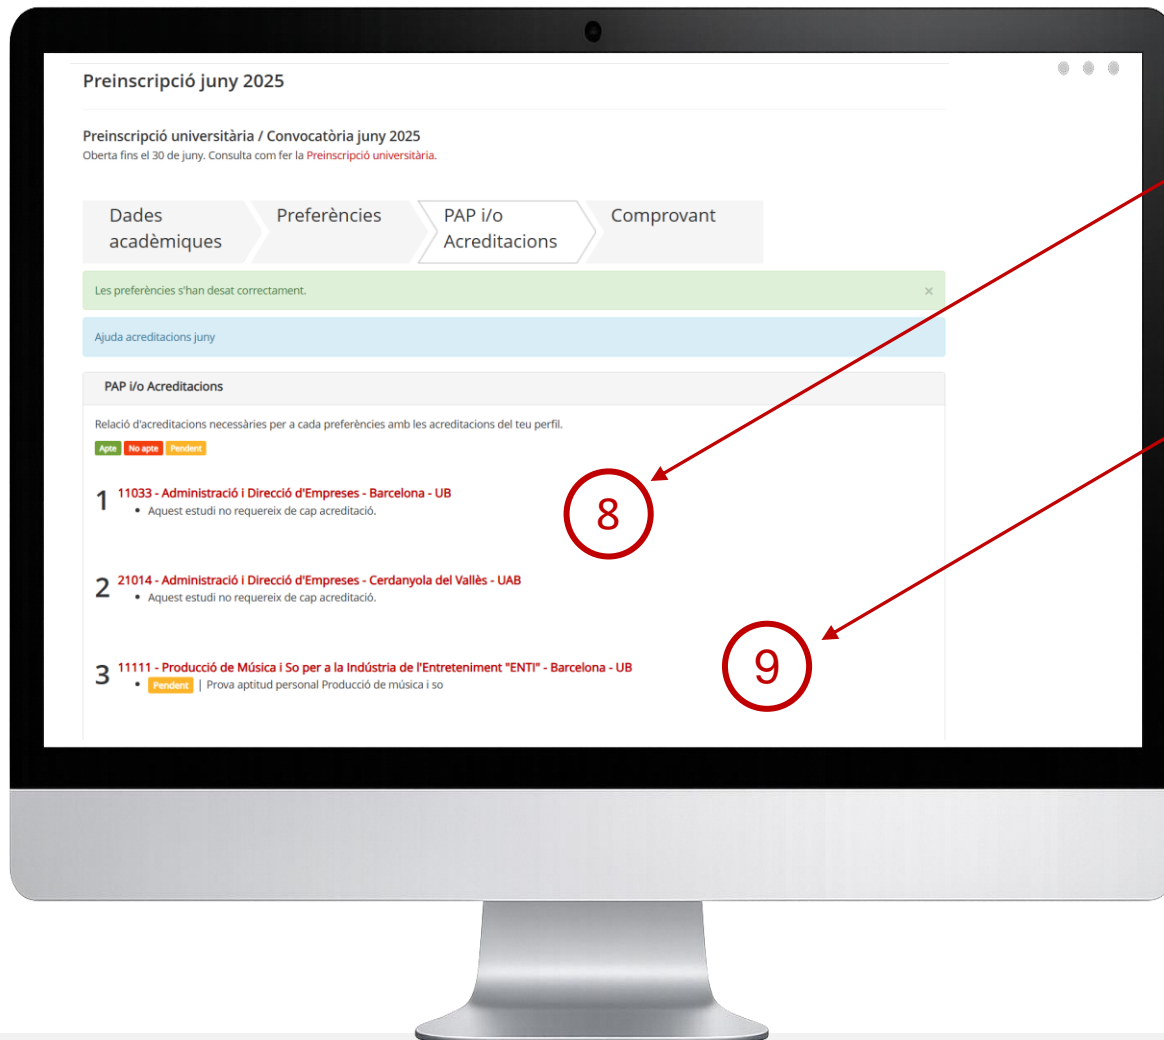 Preinscripció juny 2025
Preinscripció universitària / Convocatòria juny 2025
Oberta fins el 30 de juny. Consulta com fer la Preinscripció universitària.
Dades acadèmiques
Preferències
PAP i/o Acreditacions
Comprovant
Les preferències s'han desat correctament. ×
Ajuda acreditacions juny
PAP i/o Acreditacions
Relació d'acreditacions necessàries per a cada preferències amb les acreditacions del teu perfil.
Apte No apte Pendent
1 11033 - Administració i Direcció d'Empreses - Barcelona - UB
• Aquest estudi no requereix de cap acreditació.
8
2 21014 - Administració i Direcció d'Empreses - Cerdanyola del Vallès - UAB
• Aquest estudi no requereix de cap acreditació.
3 11111 - Producció de Música i So per a la Indústria de l'Entreteniment "ENTI" - Barcelona - UB
• Pendent | Prova aptitud personal Producció de música i so
9